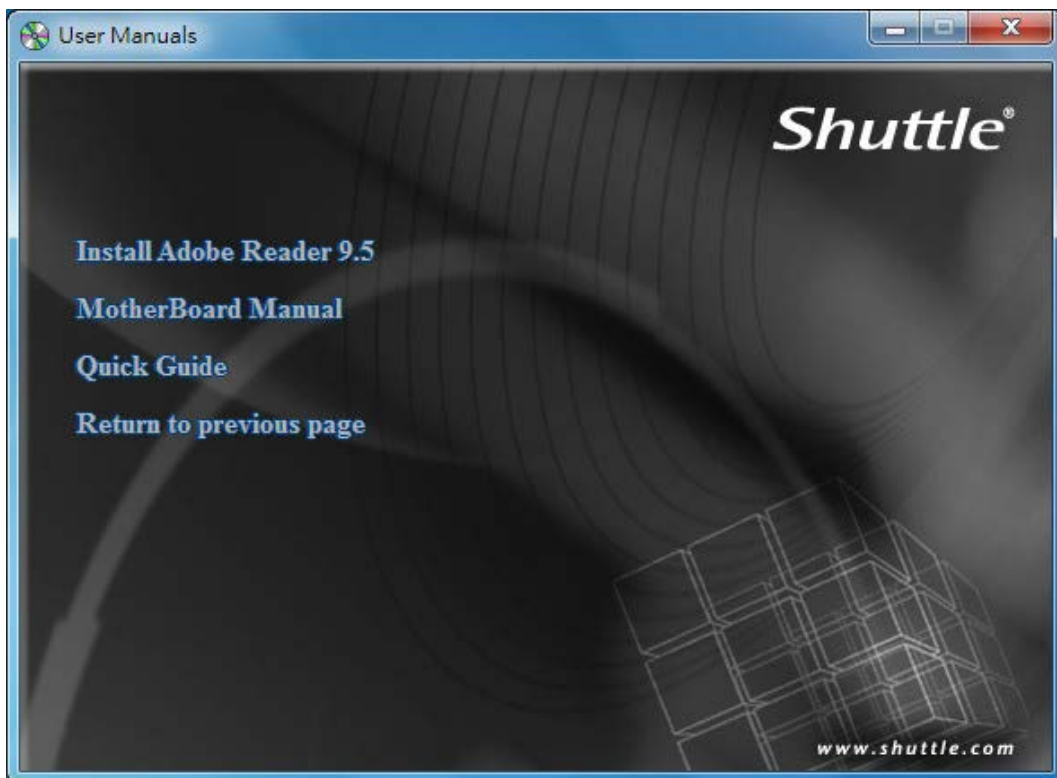 User Manuals
Shuttle®
Install Adobe Reader 9.5
MotherBoard Manual
Quick Guide
Return to previous page
www.shuttle.com